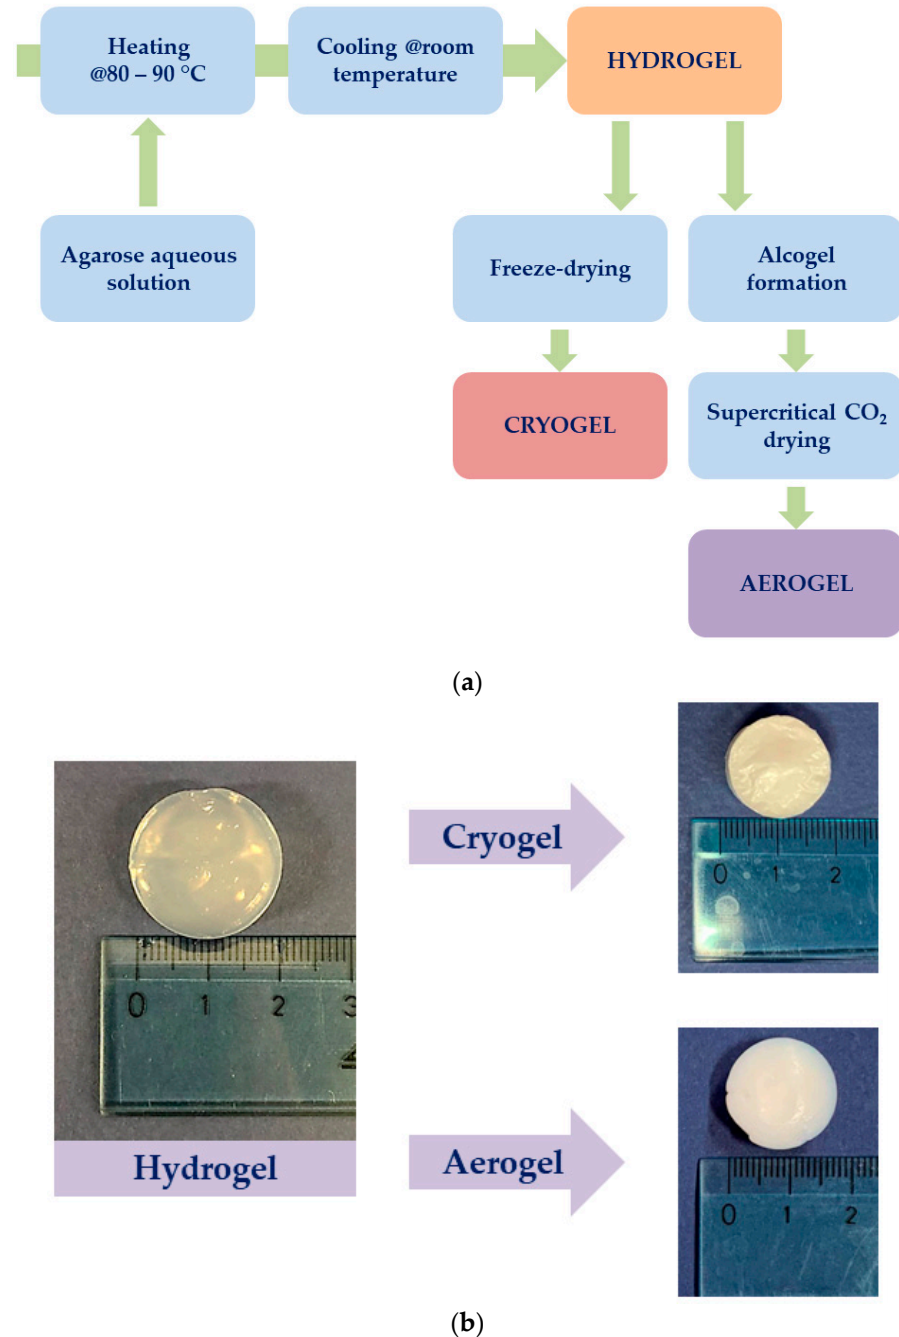 Heating
@80 – 90 °C
Cooling @room
temperature
HYDROGEL
Agarose aqueous
solution
Freeze-drying
Alcogel
formation
CRYOGEL
Supercritical CO₂
drying
AEROGEL
(a)
Cryogel
0 1 2
0 1 2 3
Hydrogel
Aerogel
0 1 2
(b)